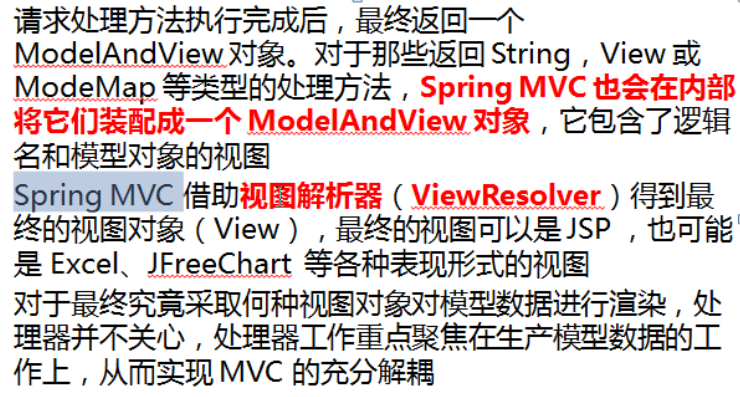 请求处理方法执行完成后，最终返回一个
ModelAndView 对象。对于那些返回 String，View 或
ModeMap 等类型的处理方法，Spring MVC 也会在内部
将它们装配成一个 ModelAndView 对象，它包含了逻辑
名和模型对象的视图
Spring MVC 借助视图解析器（ViewResolver）得到最
终的视图对象（View），最终的视图可以是 JSP ，也可能
是 Excel、JFreeChart 等各种表现形式的视图
对于最终究竟采取何种视图对象对模型数据进行渲染，处
理器并不关心，处理器工作重点聚焦在生产模型数据的工
作上，从而实现 MVC 的充分解耦